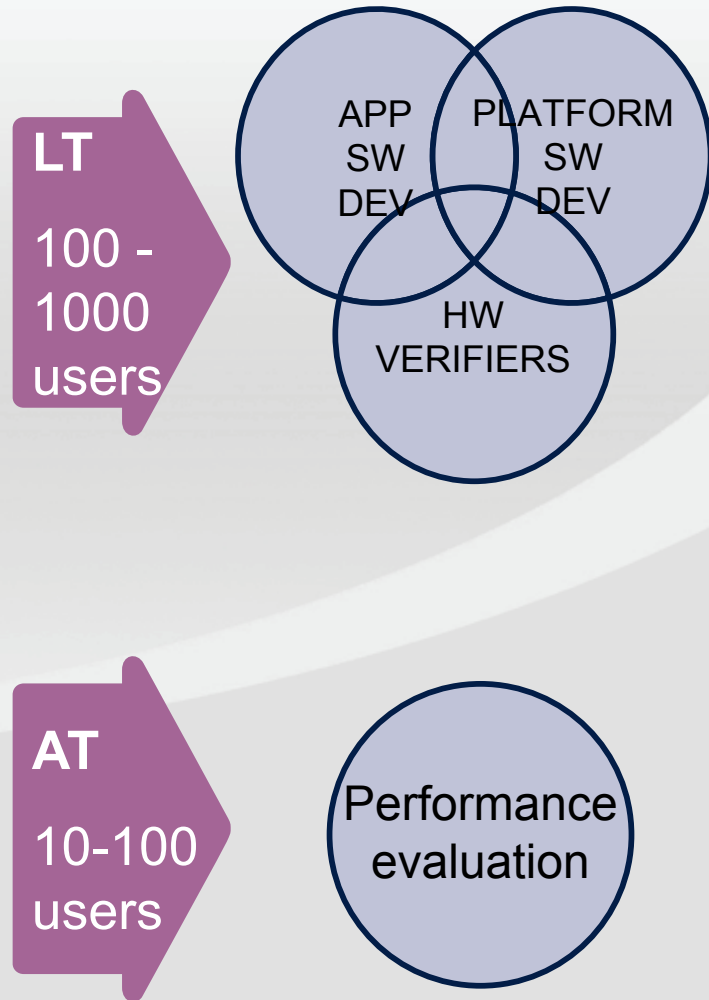 LT
100 -
1000
users
APP
SW
DEV
PLATFORM
SW
DEV
HW
VERIFIERS
AT
10-100
users
Performance
evaluation